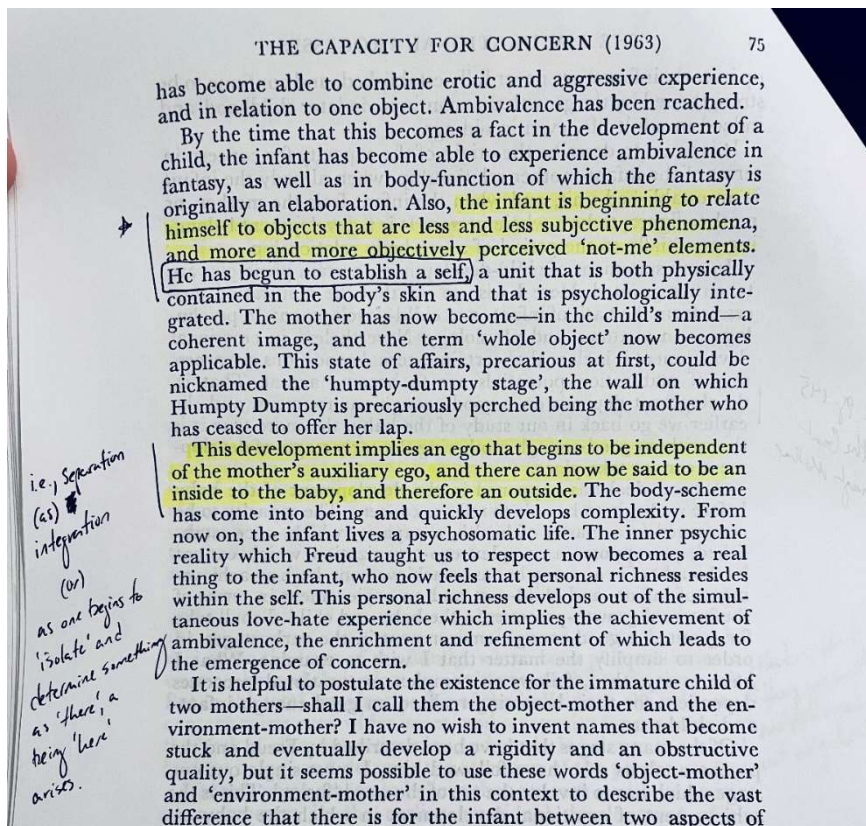 THE CAPACITY FOR CONCERN (1963) 75
has become able to combine erotic and aggressive experience,
and in relation to one object. Ambivalence has been reached.
By the time that this becomes a fact in the development of a
child, the infant has become able to experience ambivalence in
fantasy, as well as in body-function of which the fantasy is
originally an elaboration. Also, the infant is beginning to relate
himself to objects that are less and less subjective phenomena,
and more and more objectively perceived 'not-me' elements.
He has begun to establish a self, a unit that is both physically
contained in the body's skin and that is psychologically inte-
grated. The mother has now become—in the child's mind—a
coherent image, and the term 'whole object' now becomes
applicable. This state of affairs, precarious at first, could be
nicknamed the 'humpty-dumpty stage', the wall on which
Humpty Dumpty is precariously perched being the mother who
has ceased to offer her lap.
This development implies an ego that begins to be independent
of the mother's auxiliary ego, and there can now be said to be an
inside to the baby, and therefore an outside. The body-scheme
has come into being and quickly develops complexity. From
now on, the infant lives a psychosomatic life. The inner psychic
reality which Freud taught us to respect now becomes a real
thing to the infant, who now feels that personal richness resides
within the self. This personal richness develops out of the simul-
taneous love-hate experience which implies the achievement of
ambivalence, the enrichment and refinement of which leads to
the emergence of concern.
It is helpful to postulate the existence for the immature child of
two mothers—shall I call them the object-mother and the en-
vironment-mother? I have no wish to invent names that become
stuck and eventually develop a rigidity and an obstructive
quality, but it seems possible to use these words 'object-mother'
and 'environment-mother' in this context to describe the vast
difference that there is for the infant between two aspects of
i.e., Separation
(as)
integration
(or)
as one begins to
'isolate' and
determine something
as 'there', a
being 'here'
arises.